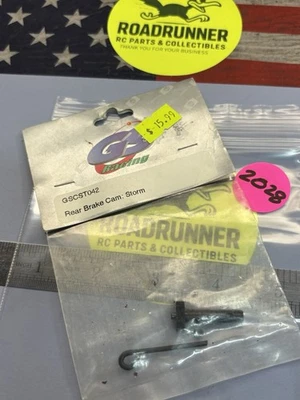 ROADRUNNER
RC PARTS & COLLECTIBLES
THANK YOU FOR YOUR BUSINESS
$ 15.99
GS
Racing
GSCST042
Rear Brake Cam: Storm
2028
ROADRUNNER
RC PARTS & COLLECTIBLES